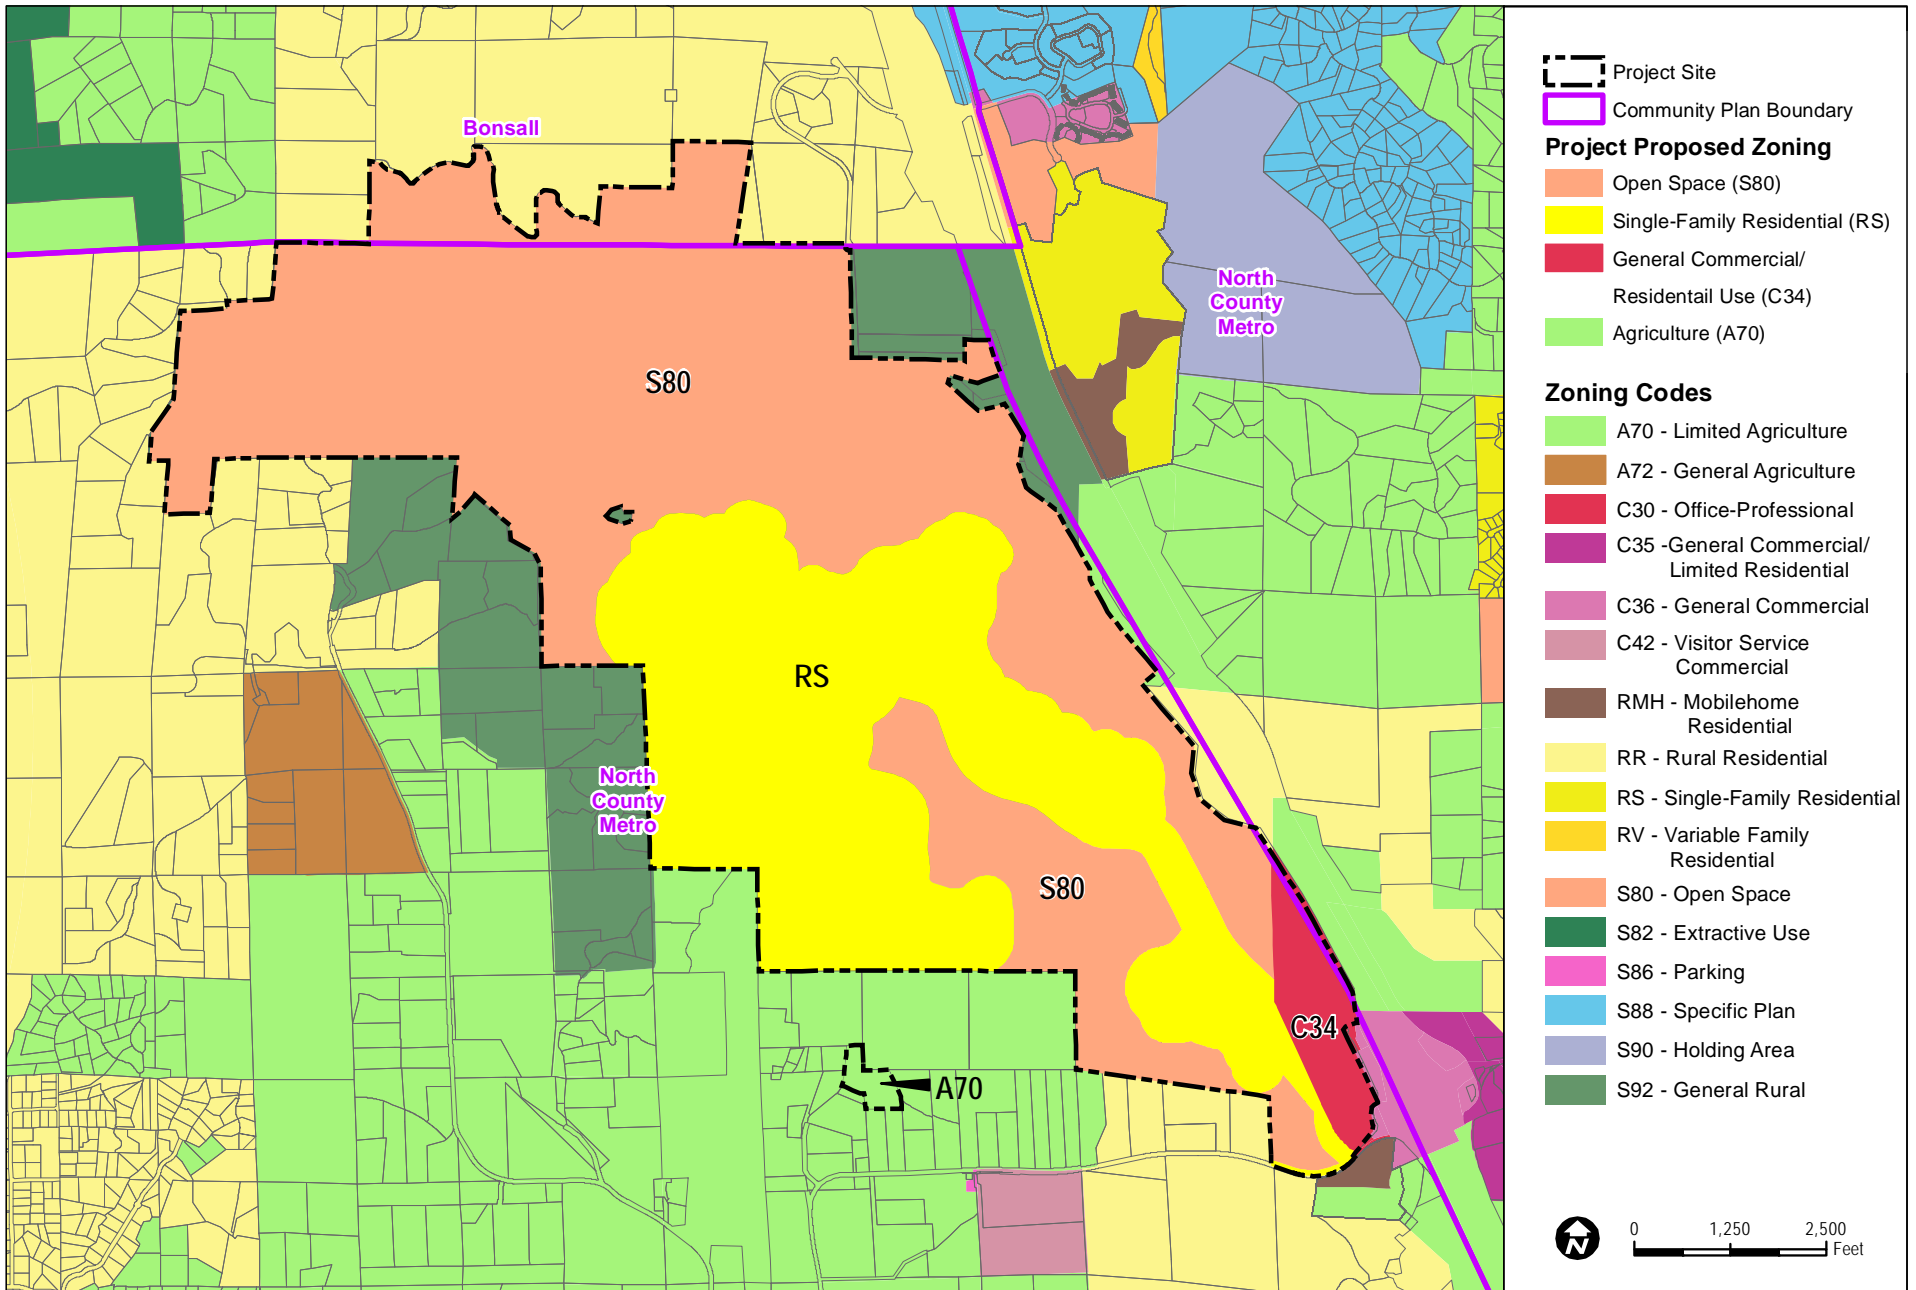 Bonsall
North
County
Metro
S80
RS
North
County
Metro
S80
C34
A70
Project Site
Community Plan Boundary
Project Proposed Zoning
Open Space (S80)
Single-Family Residential (RS)
General Commercial/
Residentail Use (C34)
Agriculture (A70)
Zoning Codes
A70 - Limited Agriculture
A72 - General Agriculture
C30 - Office-Professional
C35 -General Commercial/
Limited Residential
C36 - General Commercial
C42 - Visitor Service
Commercial
RMH - Mobilehome
Residential
RR - Rural Residential
RS - Single-Family Residential
RV - Variable Family
Residential
S80 - Open Space
S82 - Extractive Use
S86 - Parking
S88 - Specific Plan
S90 - Holding Area
S92 - General Rural
N
0 1,250 2,500
Feet